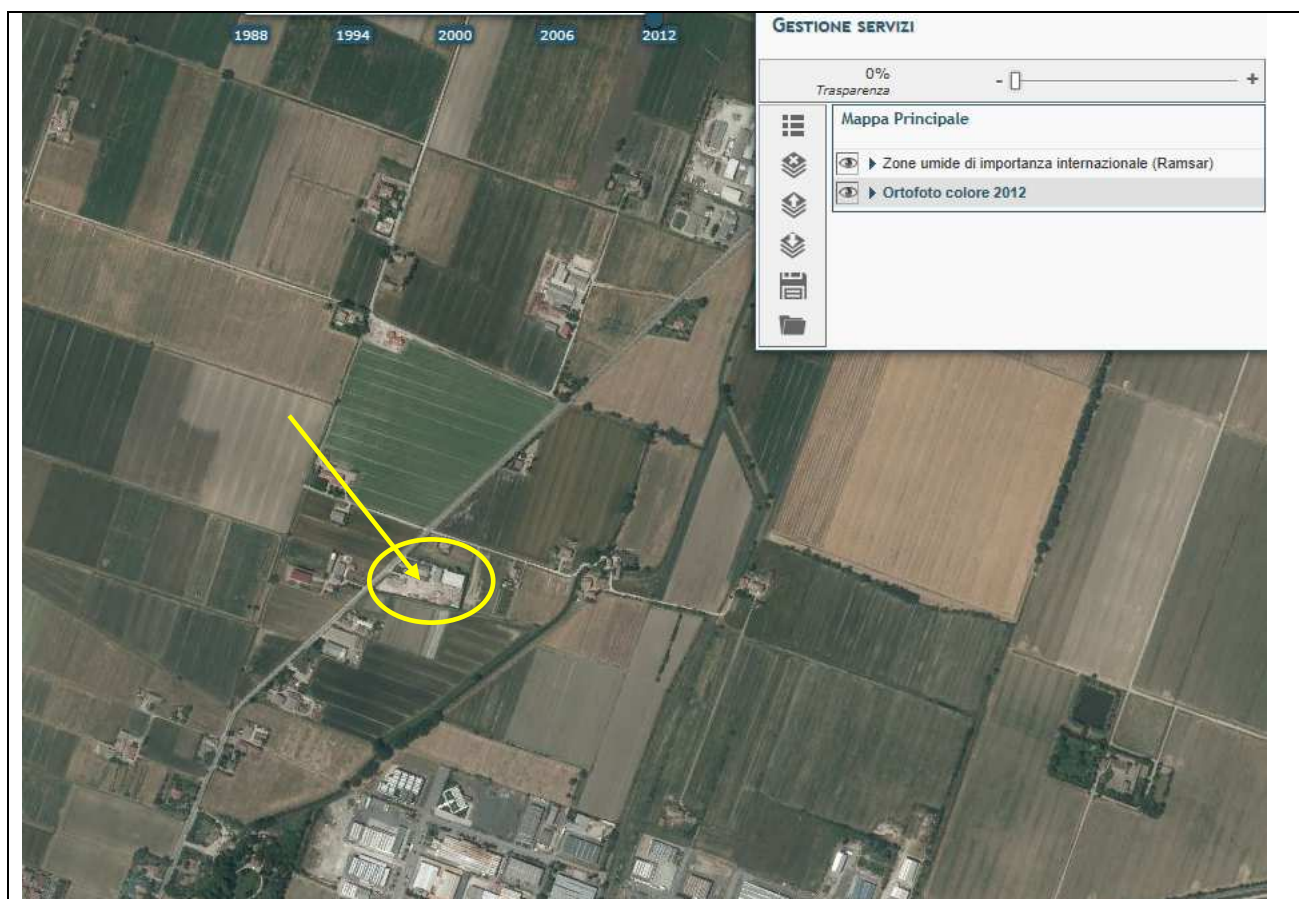 1988 1994 2000 2006 2012
GESTIONE SERVIZI
0%
Trasparenza
- +
Mappa Principale
Zone umide di importanza internazionale (Ramsar)
Ortofoto colore 2012